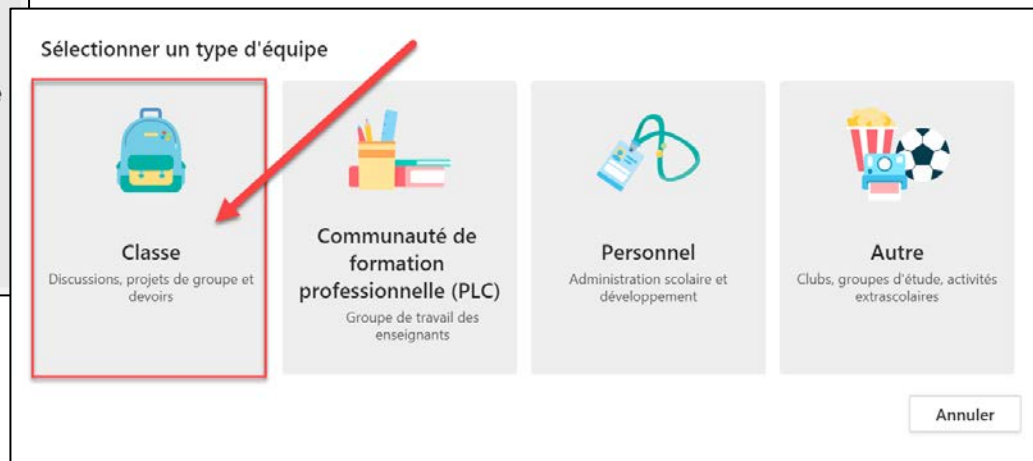 Sélectionner un type d'équipe
Classe
Discussions, projets de groupe et
devoirs
Communauté de
formation
professionnelle (PLC)
Groupe de travail des
enseignants
Personnel
Administration scolaire et
développement
Autre
Clubs, groupes d'étude, activités
extrascolaires
Annuler